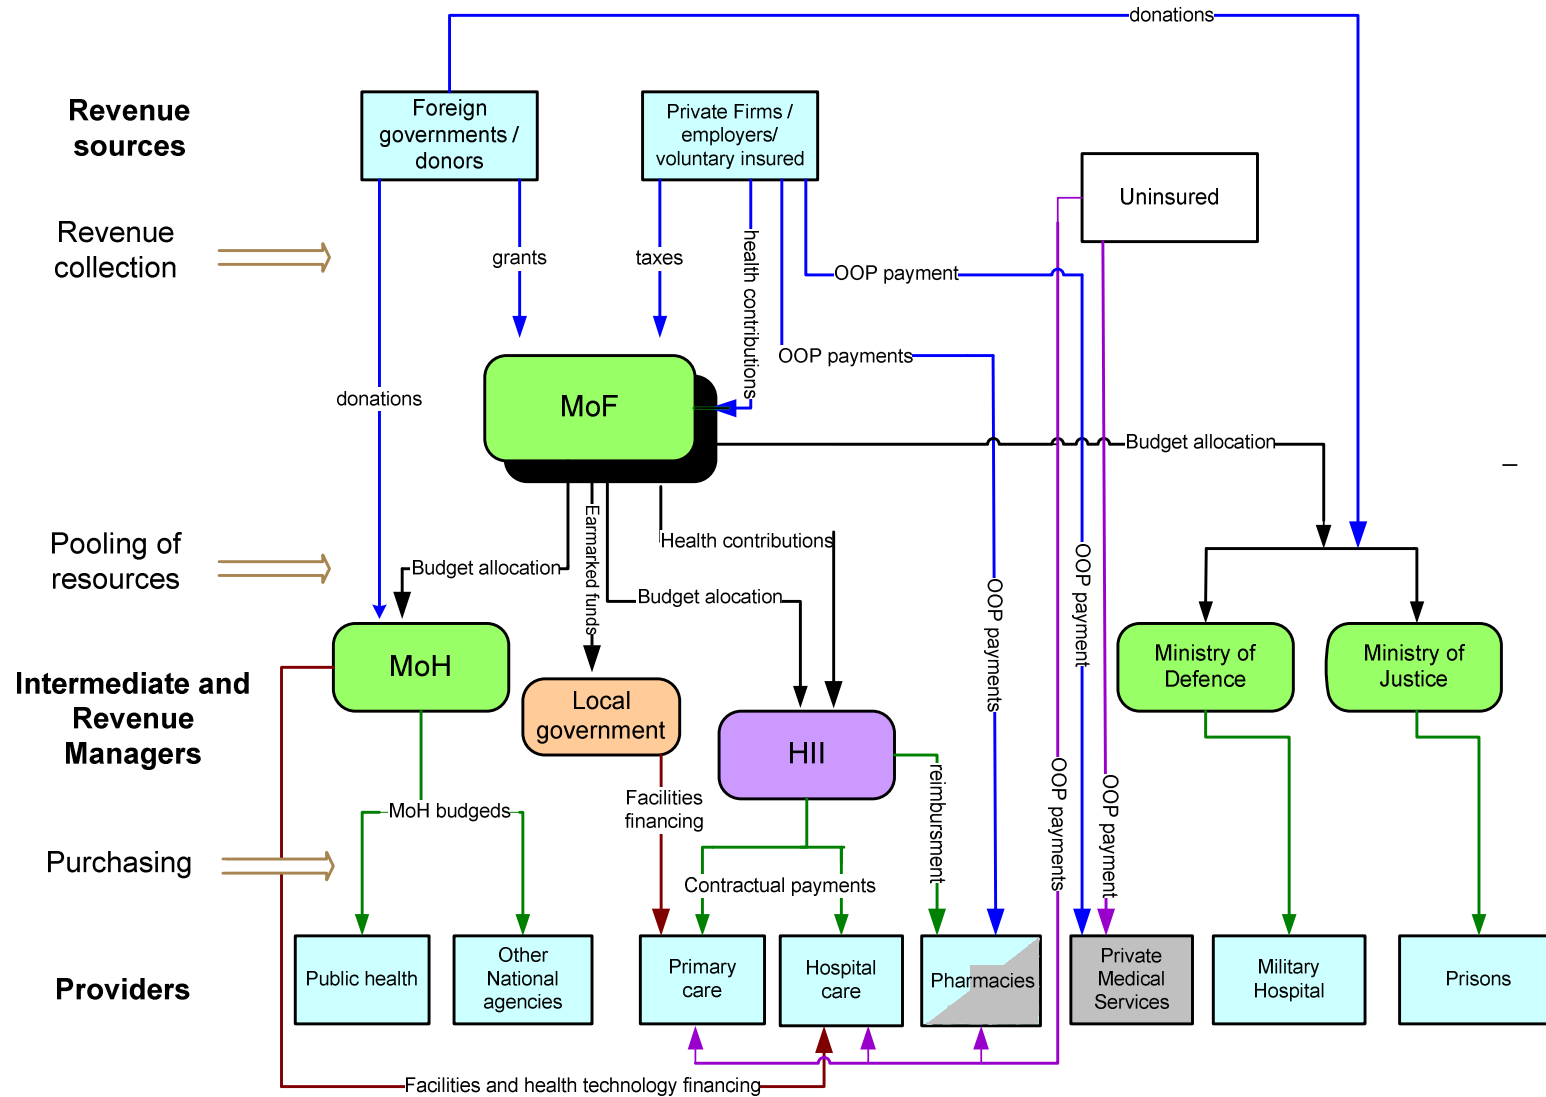 donations
Revenue
sources
Foreign
governments /
donors
Private Firms /
employers/
voluntary insured
Uninsured
Revenue
collection
grants
taxes
health contributions
OOP payment
OOP payments
donations
MoF
Budget allocation
Pooling of
resources
Budget allocation
Earmarked funds
Health contributions
Budget alocation
OOP payments
OOP payment
MoH
Local
government
HII
Ministry of
Defence
Ministry of
Justice
Intermediate and
Revenue
Managers
MoH budgeds
Facilities
financing
reimbursment
OOP payments
OOP payment
Purchasing
Contractual payments
Providers
Public health
Other
National
agencies
Primary
care
Hospital
care
Pharmacies
Private
Medical
Services
Military
Hospital
Prisons
Facilities and health technology financing